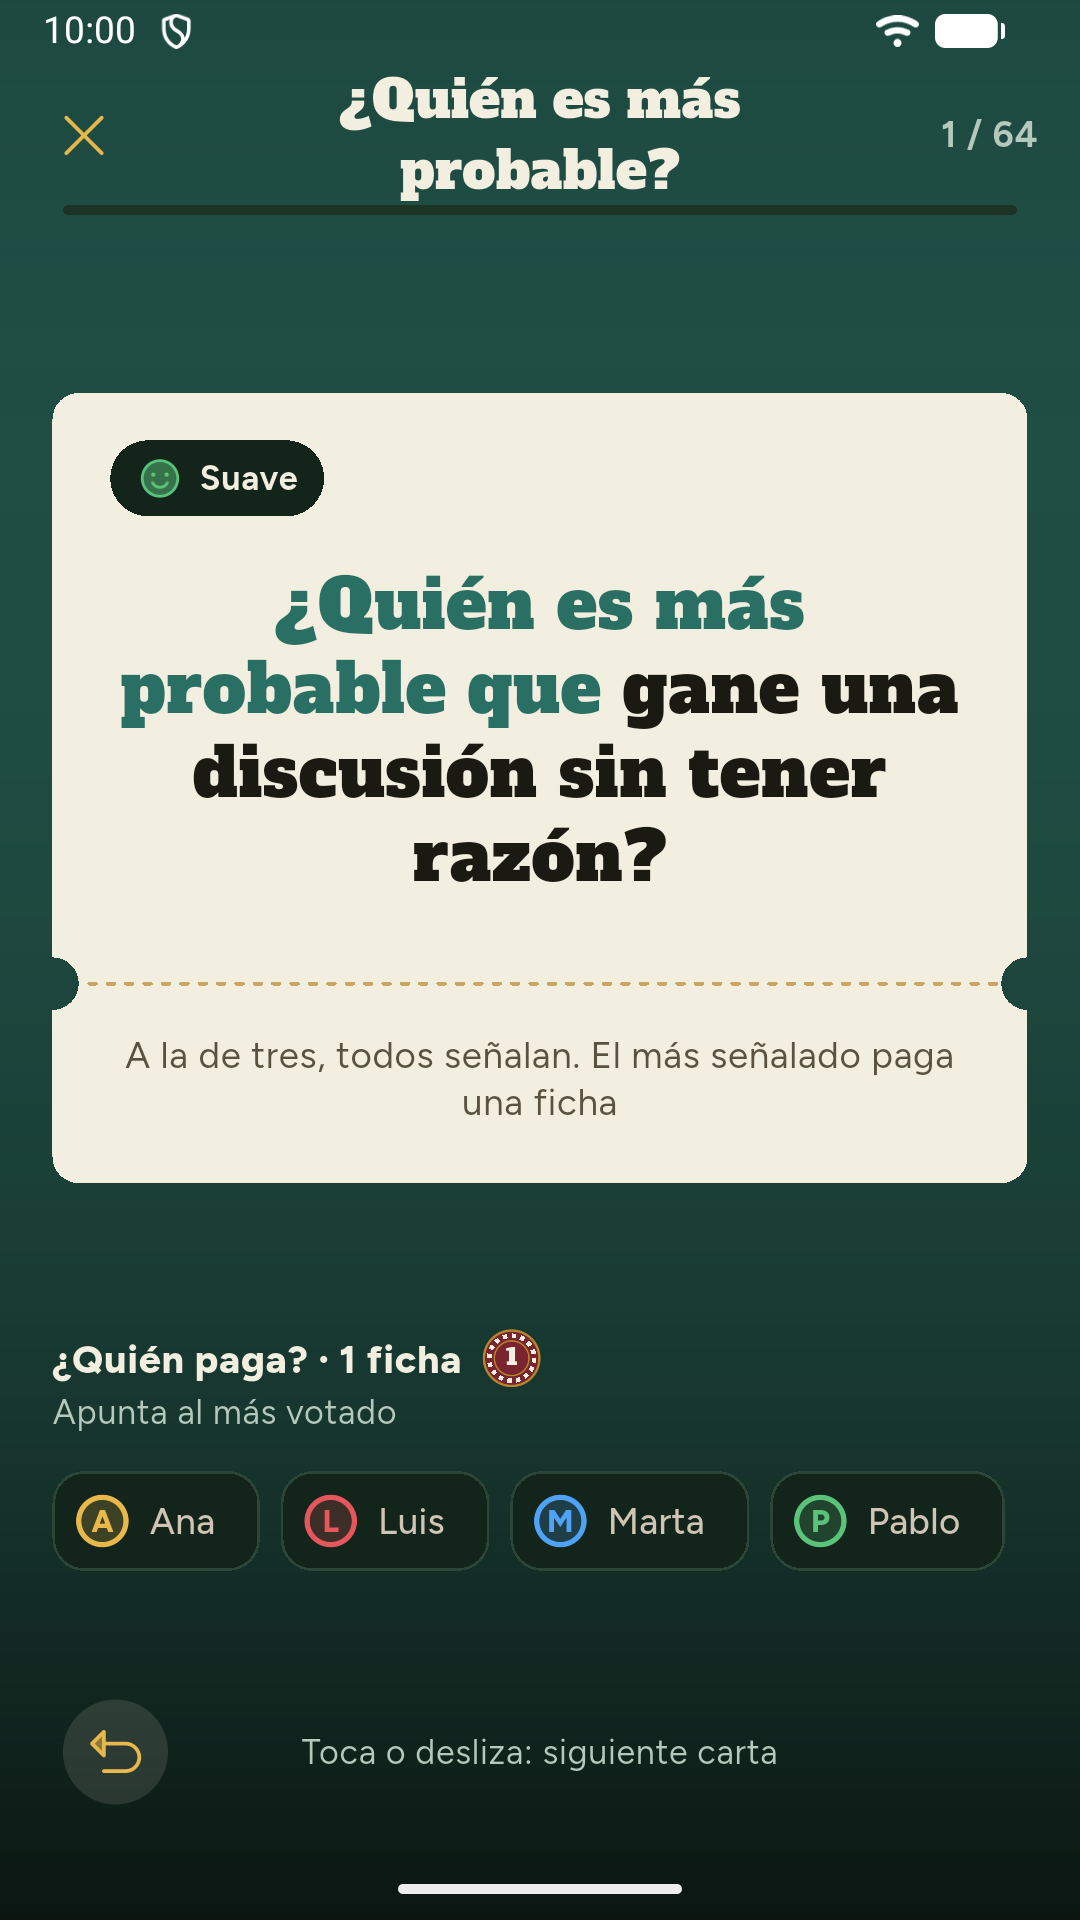 10:00
¿Quién es más
probable?
1 / 64
Suave
¿Quién es más
probable que gane una
discusión sin tener
razón?
A la de tres, todos señalan. El más señalado paga
una ficha
¿Quién paga? · 1 ficha 1
Apunta al más votado
A Ana L Luis M Marta P Pablo
Toca o desliza: siguiente carta